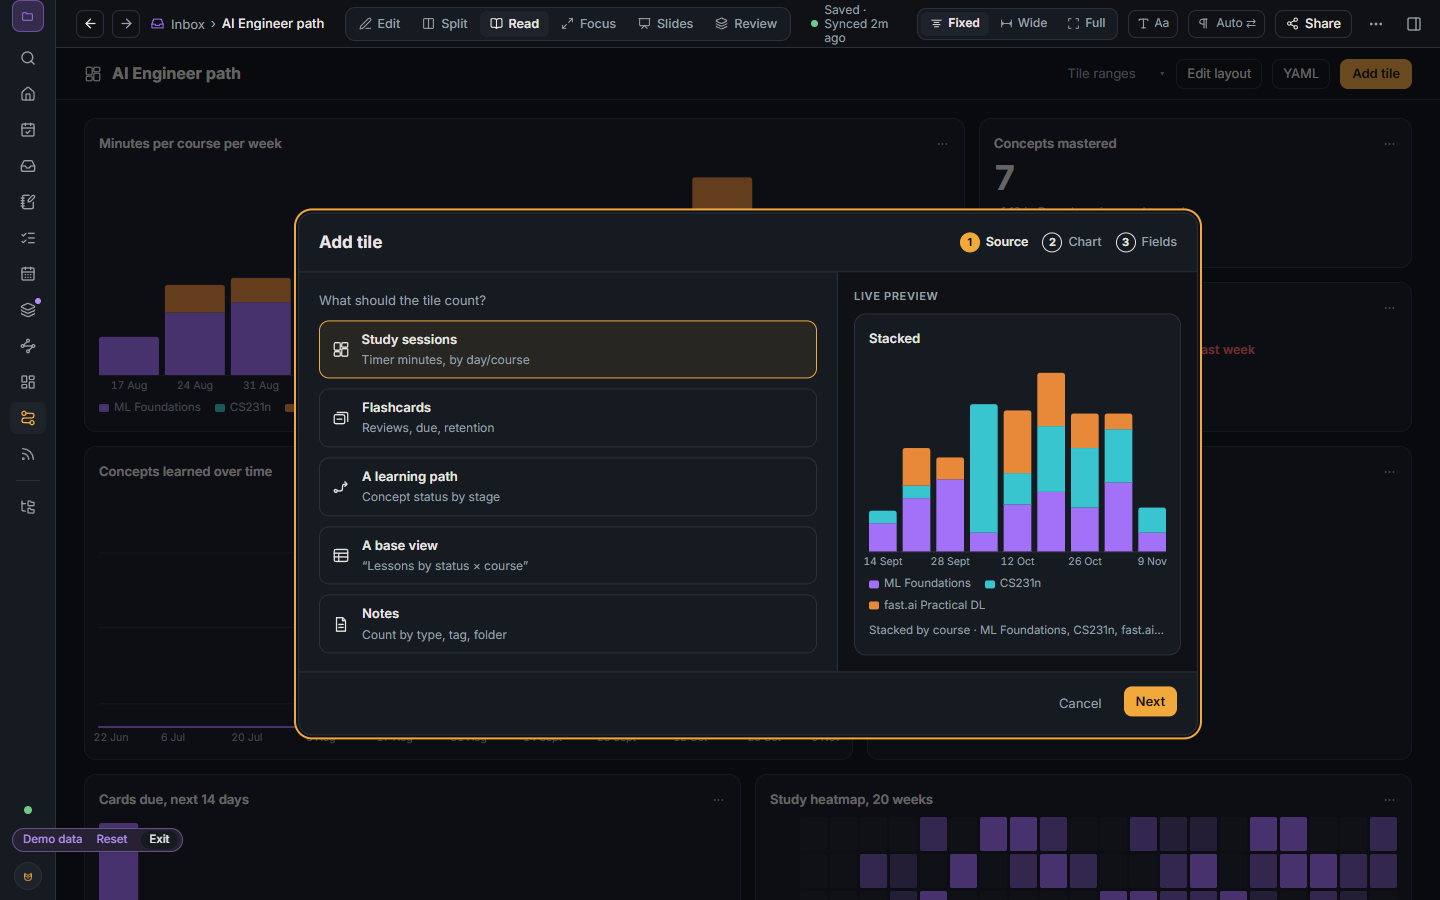 Inbox › AI Engineer path
Edit Split Read Focus Slides Review
Saved · Synced 2m ago
Fixed Wide Full
Aa
Auto
Share
AI Engineer path
Tile ranges
Edit layout YAML Add tile
Minutes per course per week
17 Aug 24 Aug 31 Aug
ML Foundations CS231n
Concepts mastered
7
ast week
Add tile
1 Source 2 Chart 3 Fields
What should the tile count?
Study sessions
Timer minutes, by day/course
Flashcards
Reviews, due, retention
A learning path
Concept status by stage
A base view
“Lessons by status × course”
Notes
Count by type, tag, folder
LIVE PREVIEW
Stacked
14 Sept 28 Sept 12 Oct 26 Oct 9 Nov
ML Foundations CS231n
fast.ai Practical DL
Stacked by course · ML Foundations, CS231n, fast.ai...
Cancel Next
Concepts learned over time
22 Jun 6 Jul 20 Jul
Cards due, next 14 days
Study heatmap, 20 weeks
Demo data Reset Exit